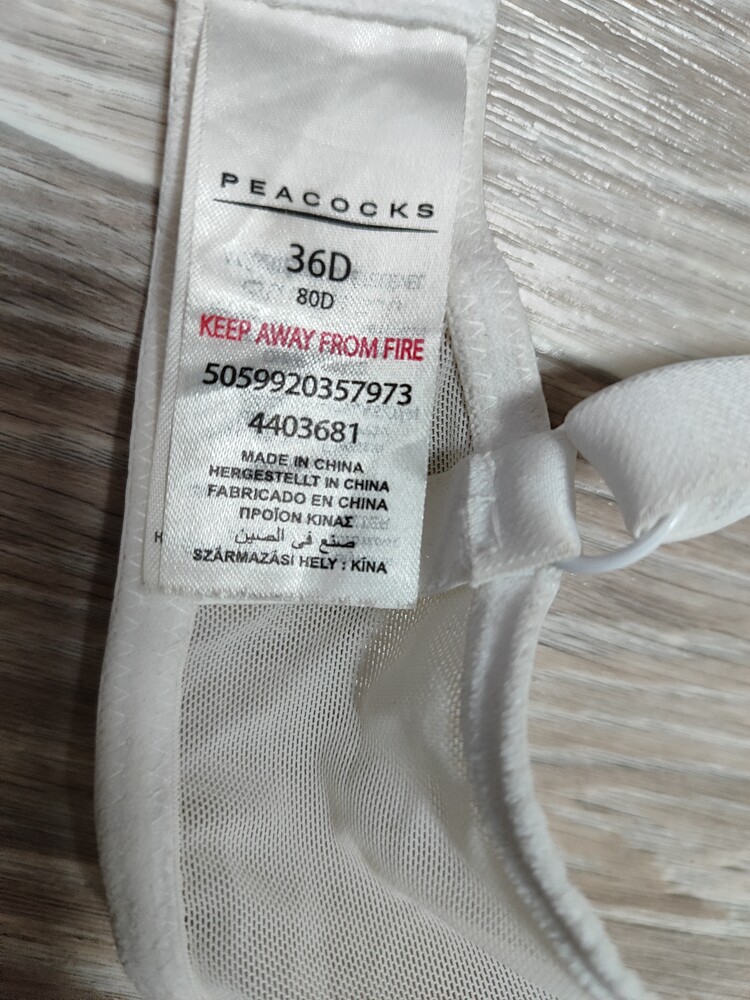 PEACOCKS
36D
80D
KEEP AWAY FROM FIRE
5059920357973
4403681
MADE IN CHINA
HERGESTELLT IN CHINA
FABRICADO EN CHINA
ΠΡΟΪΟΝ ΚΙΝΑΣ
صنع في الصين
SZÁRMAZÁSI HELY : KÍNA
H